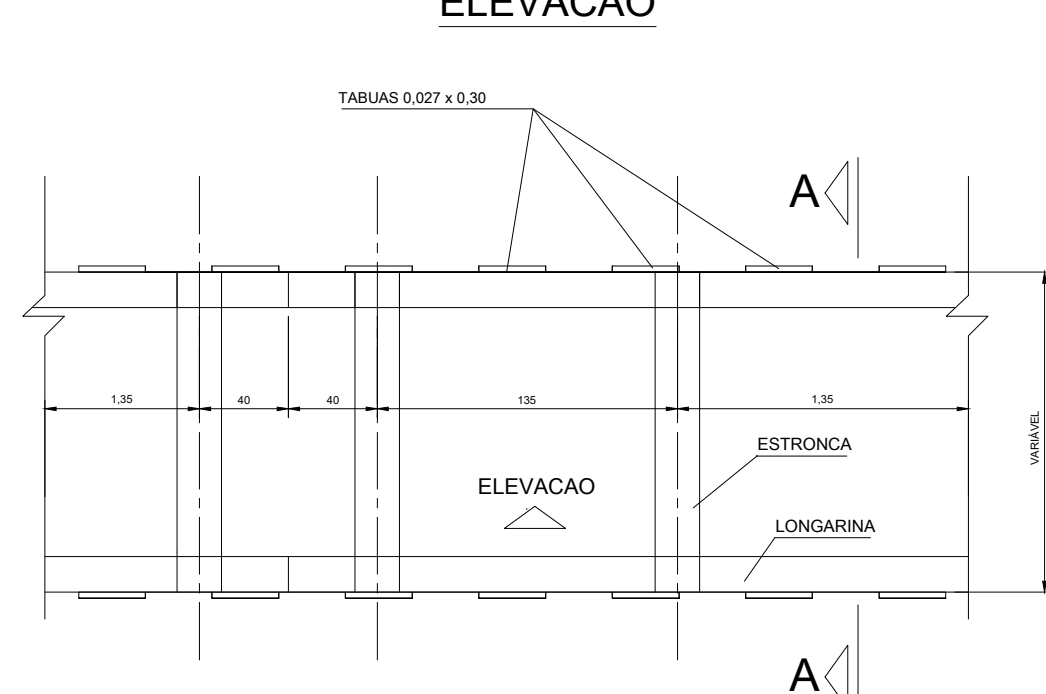 ELEVACAO
TABUAS 0,027 x 0,30
A
1,35
40
40
135
1,35
VARIÁVEL
ESTRONCA
ELEVACAO
LONGARINA
A